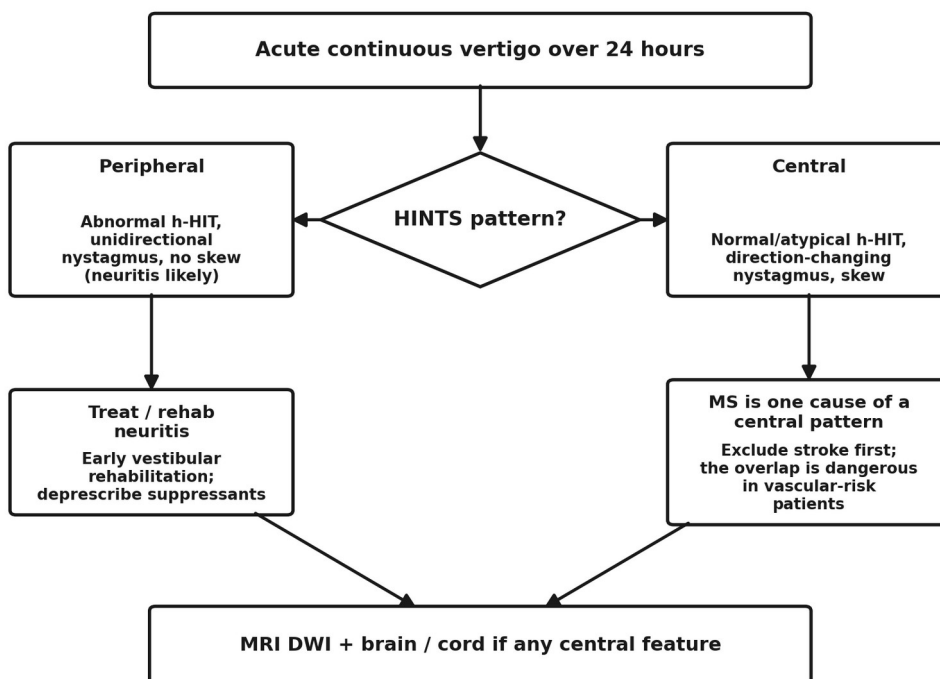 Acute continuous vertigo over 24 hours
Peripheral
Abnormal h-HIT,
unidirectional
nystagmus, no skew
(neuritis likely)
HINTS pattern?
Central
Normal/atypical h-HIT,
direction-changing
nystagmus, skew
Treat / rehab
neuritis
Early vestibular
rehabilitation;
deprescribe suppressants
MS is one cause of a
central pattern
Exclude stroke first;
the overlap is dangerous
in vascular-risk
patients
MRI DWI + brain / cord if any central feature